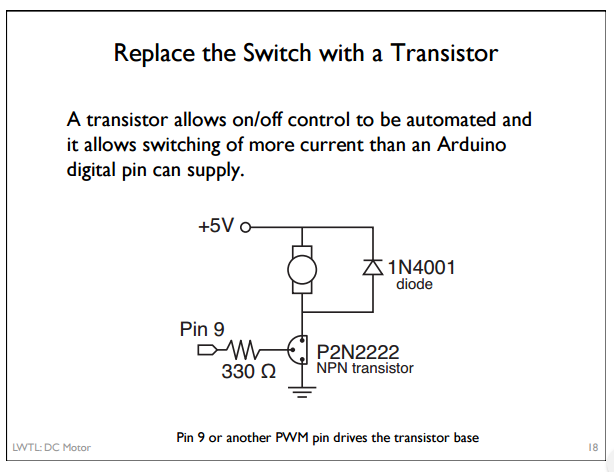 Replace the Switch with a Transistor
A transistor allows on/off control to be automated and
it allows switching of more current than an Arduino
digital pin can supply.
+5V
1N4001
diode
Pin 9
330 Ω
P2N2222
NPN transistor
Pin 9 or another PWM pin drives the transistor base
LWTL: DC Motor
18